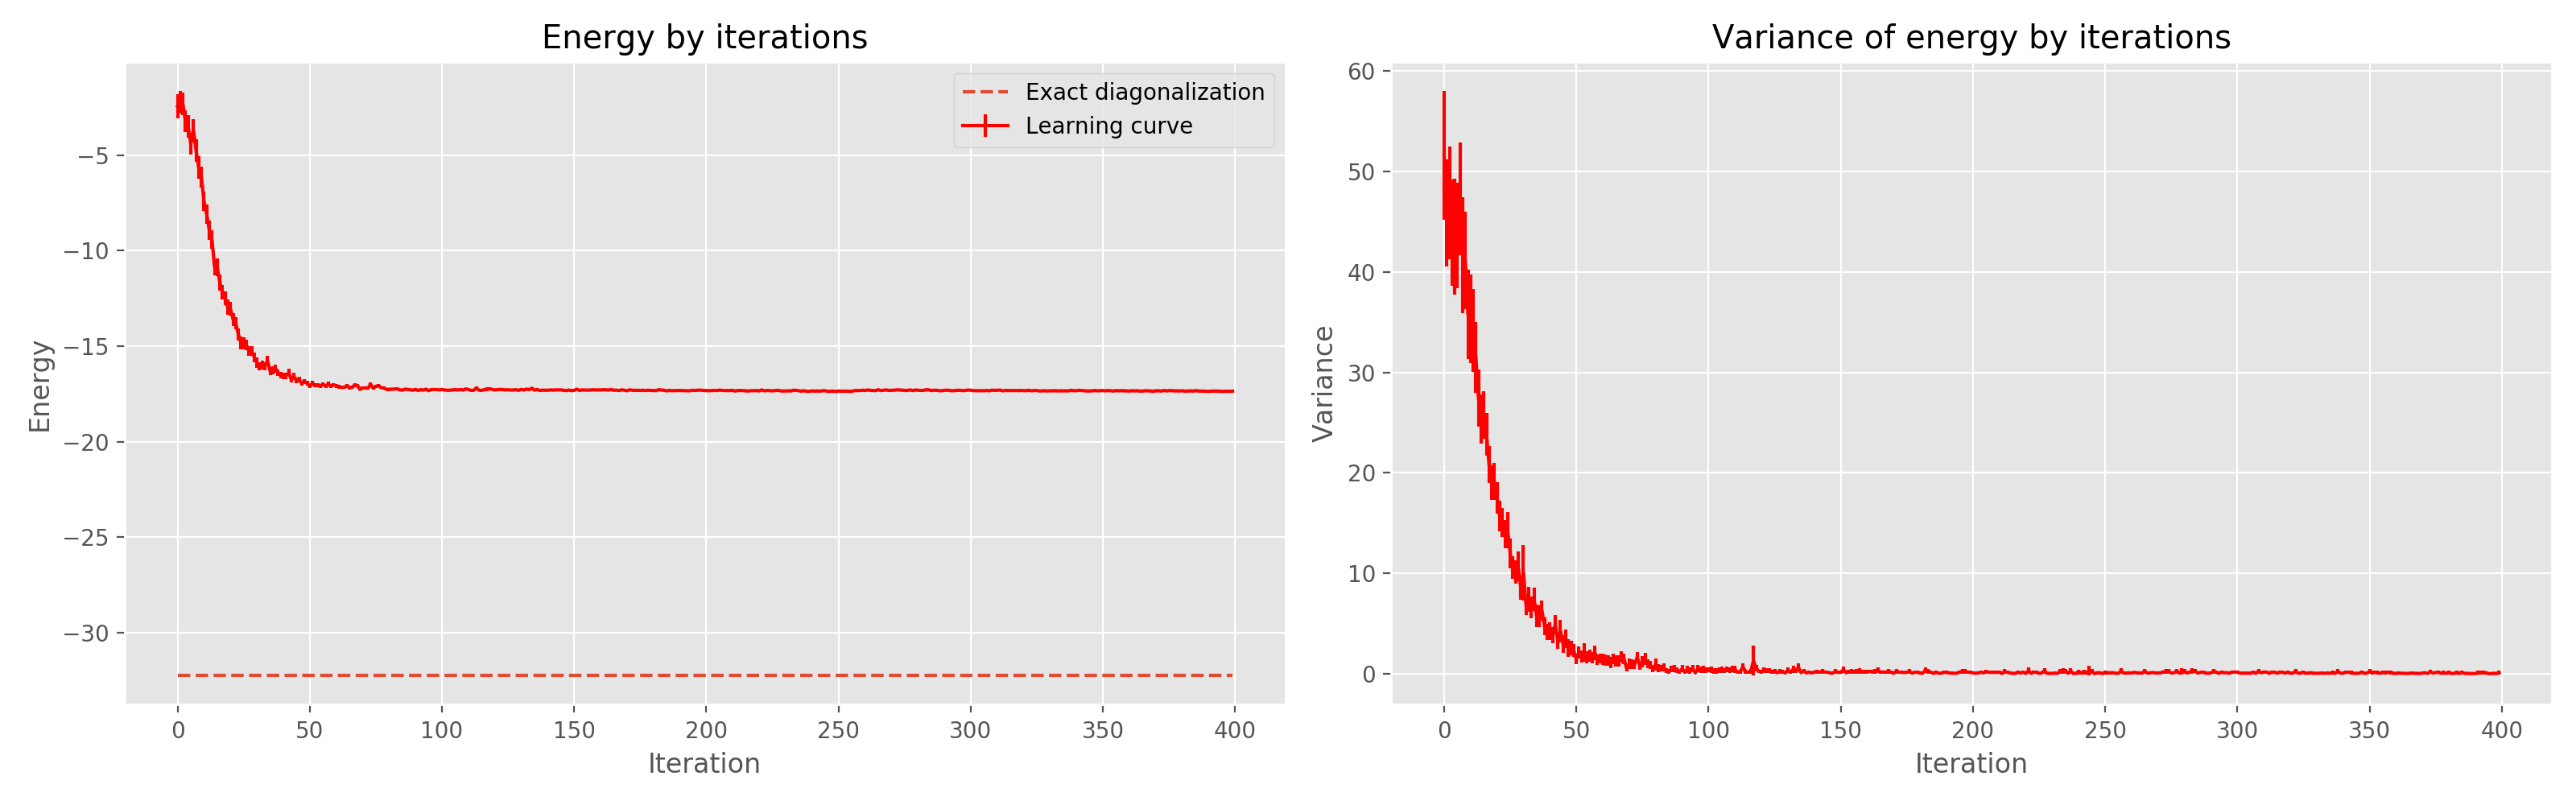 Energy by iterations
Exact diagonalization
Learning curve
Energy
−5
−10
−15
−20
−25
−30
0 50 100 150 200 250 300 350 400
Iteration
Variance of energy by iterations
Variance
60
50
40
30
20
10
0
0 50 100 150 200 250 300 350 400
Iteration